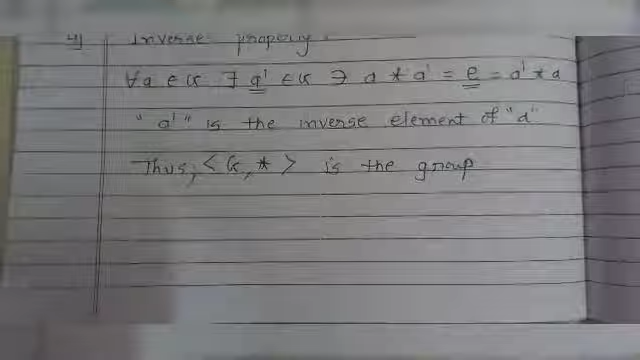 4) Inverse property :
∀a ∈ G ∃ a' ∈ G ∃ a * a' = e = a' * a
"a'" is the inverse element of "a"
Thus, <G, *> is the group